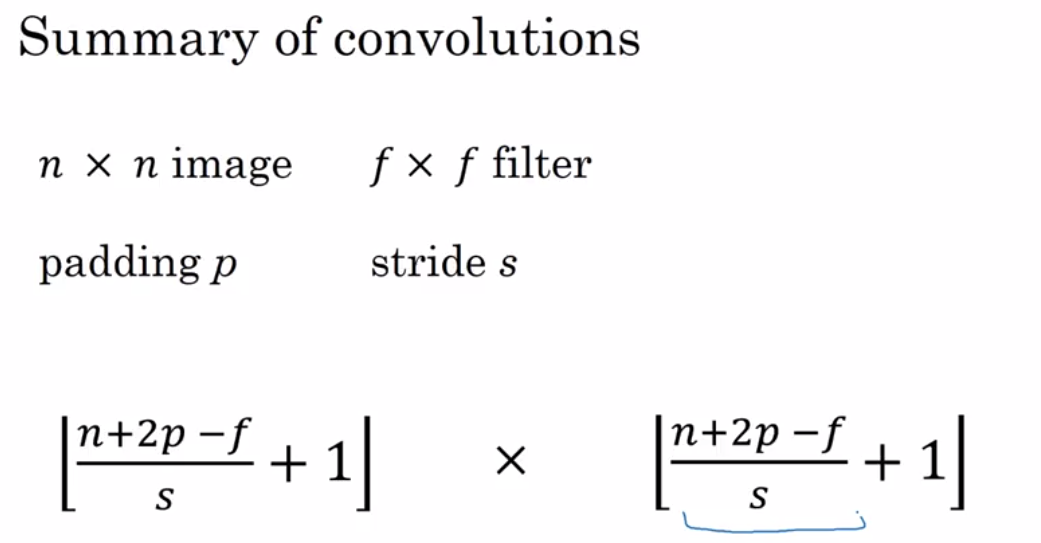 Summary of convolutions
n × n image f × f filter
padding p stride s
⌊(n+2p −f)/s + 1⌋ × ⌊(n+2p −f)/s + 1⌋